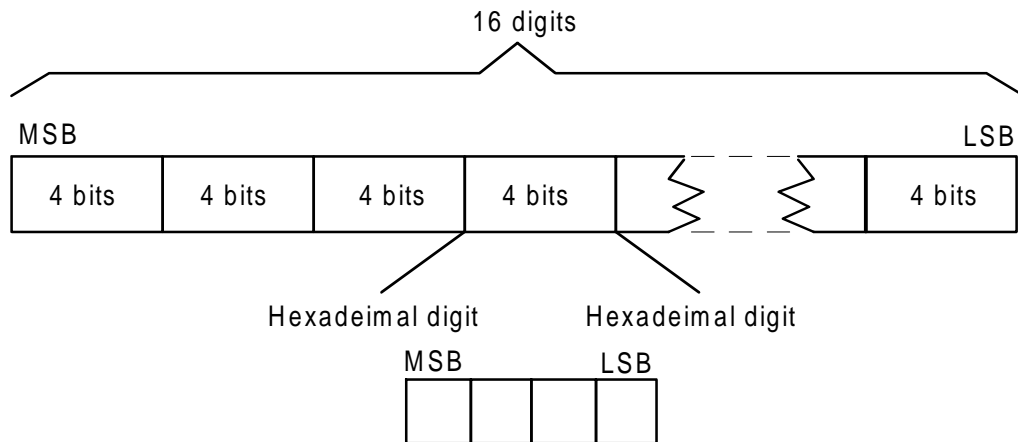 16 digits
MSB LSB
4 bits 4 bits 4 bits 4 bits 4 bits
Hexadeimal digit Hexadeimal digit
MSB LSB